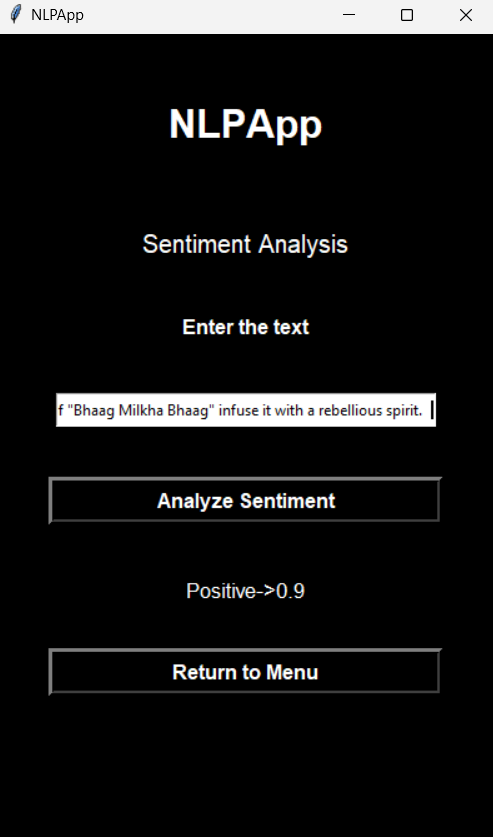 NLPApp
NLPApp
Sentiment Analysis
Enter the text
f "Bhaag Milkha Bhaag" infuse it with a rebellious spirit.
Analyze Sentiment
Positive->0.9
Return to Menu